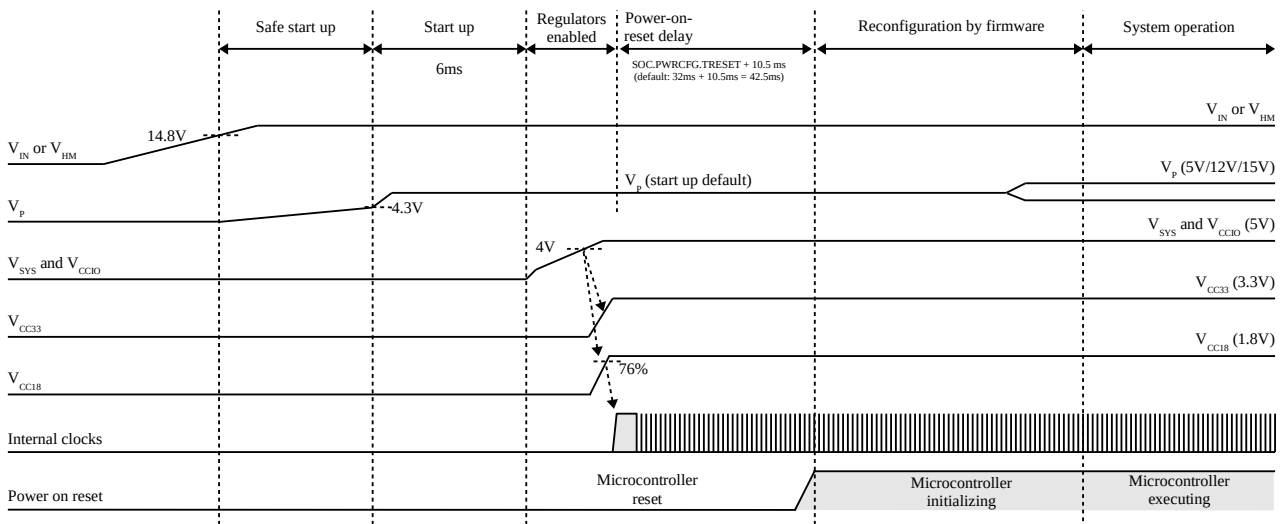 Safe start up
Start up
Regulators
enabled
Power-on-
reset delay
Reconfiguration by firmware
System operation
6ms
SOC.PWRCFG.TRESET + 10.5 ms
(default: 32ms + 10.5ms = 42.5ms)
VIN or VHM
14.8V
VIN or VHM
VP (5V/12V/15V)
VP (start up default)
VP
4.3V
VSYS and VCCIO (5V)
4V
VSYS and VCCIO
VCC33 (3.3V)
VCC33
VCC18 (1.8V)
76%
VCC18
Internal clocks
Microcontroller
reset
Microcontroller
initializing
Microcontroller
executing
Power on reset